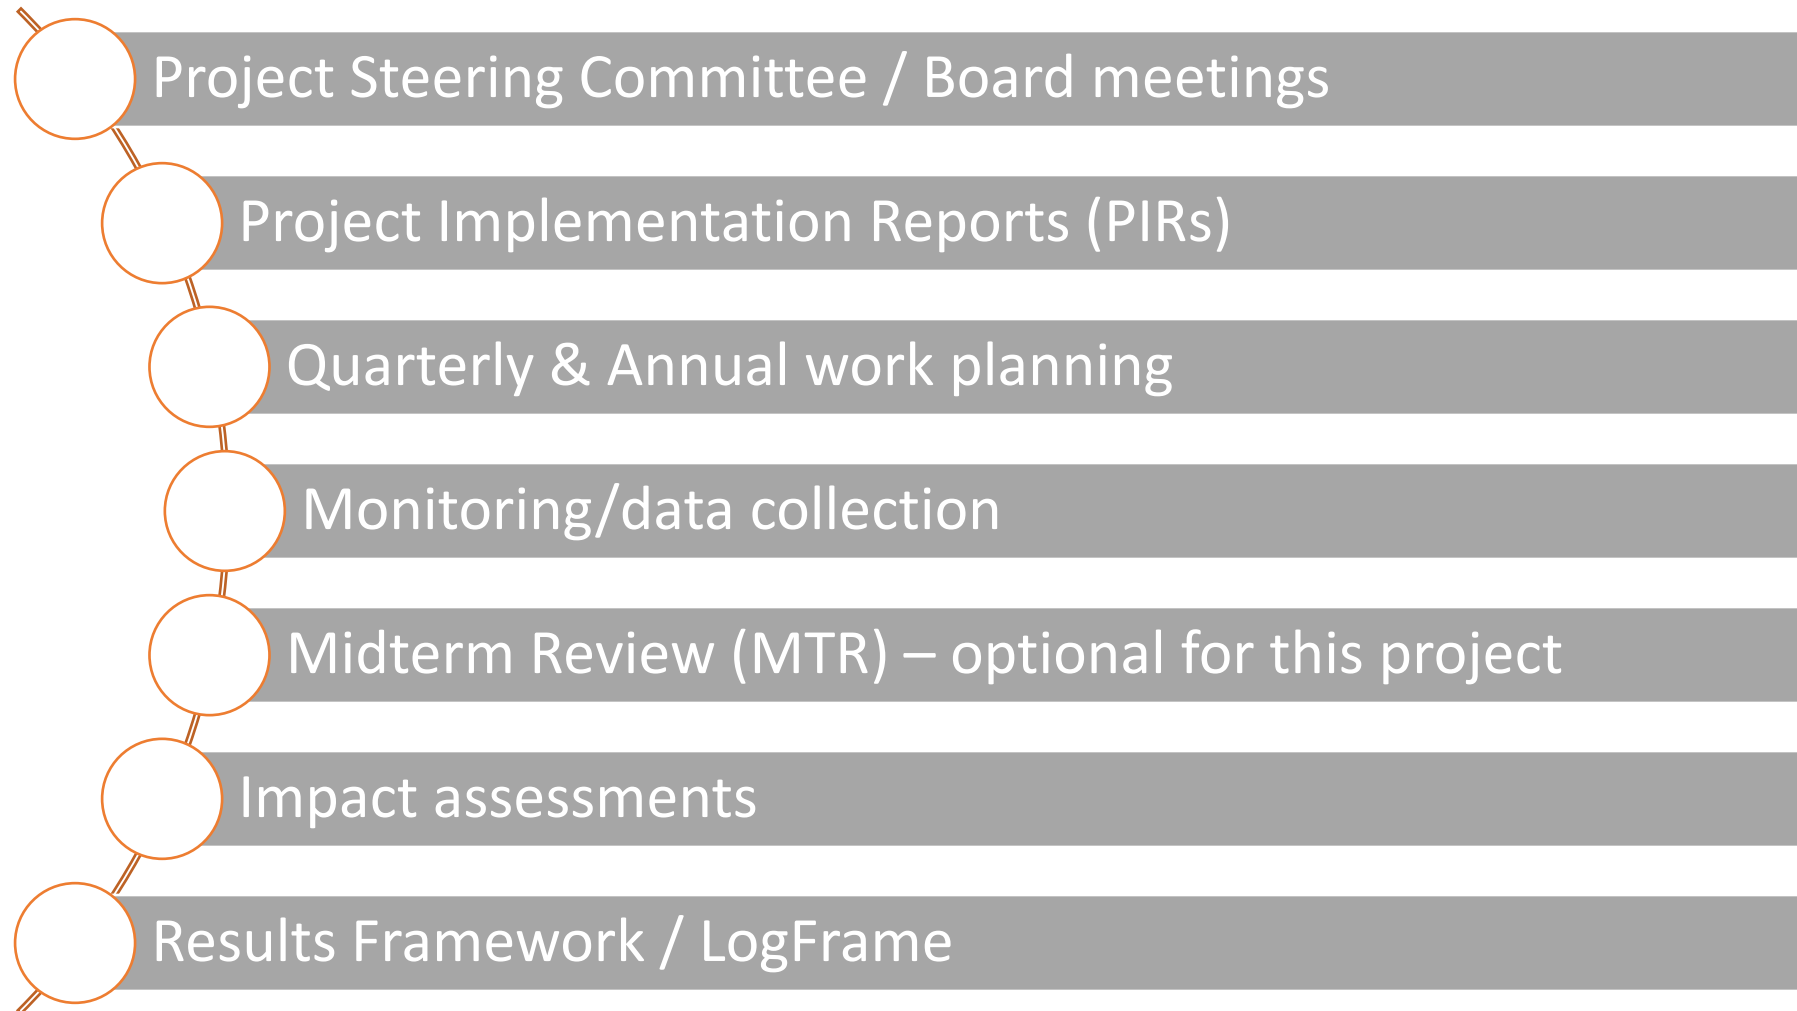 Project Steering Committee / Board meetings
Project Implementation Reports (PIRs)
Quarterly & Annual work planning
Monitoring/data collection
Midterm Review (MTR) – optional for this project
Impact assessments
Results Framework / LogFrame